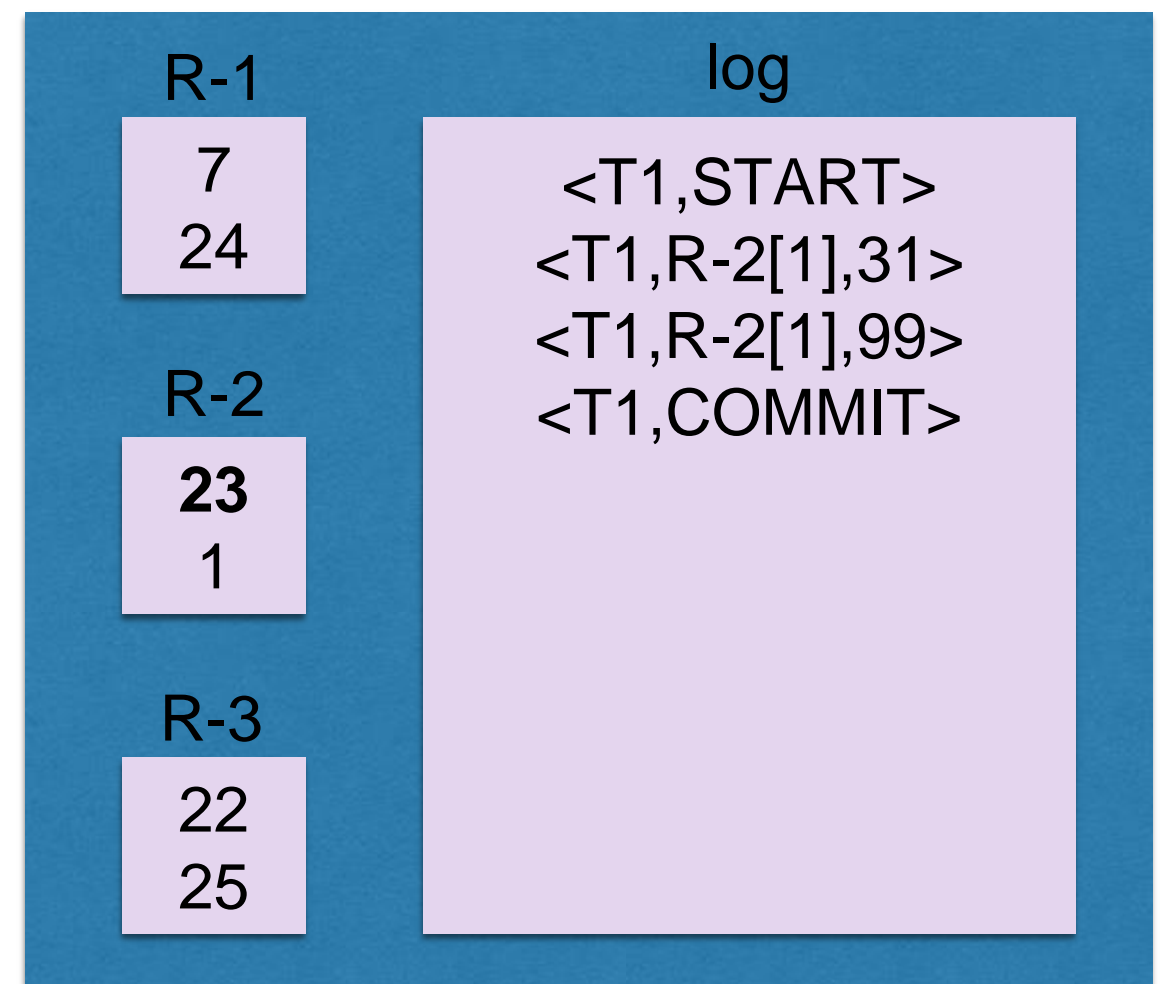 R-1
7
24
R-2
23
1
R-3
22
25
log
<T1,START>
<T1,R-2[1],31>
<T1,R-2[1],99>
<T1,COMMIT>